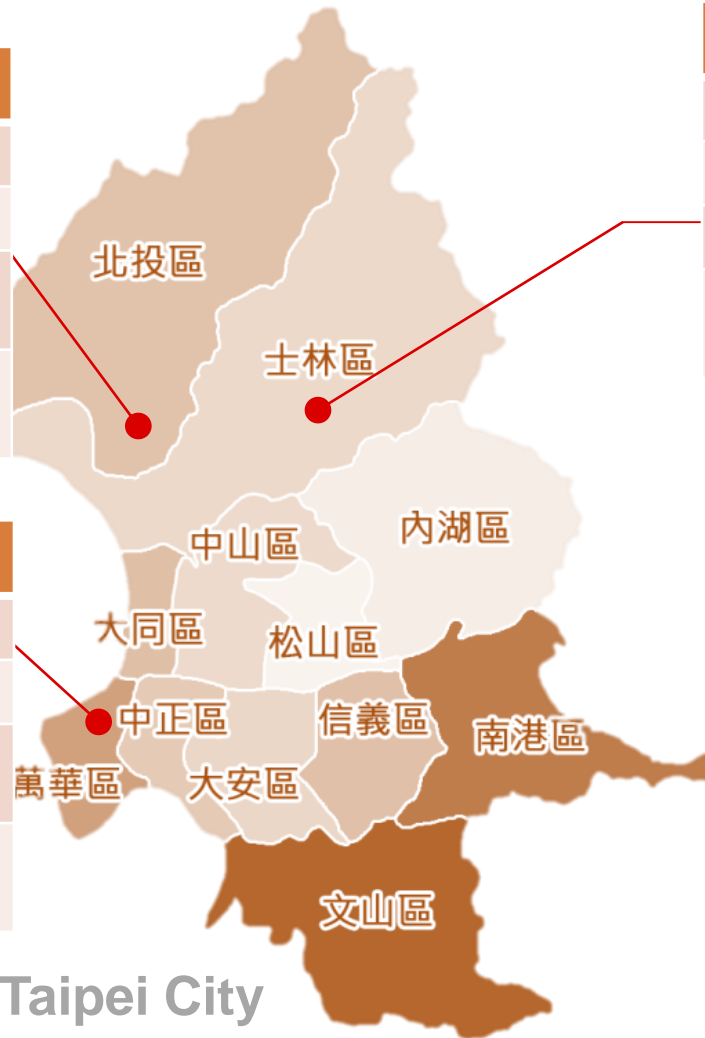 北投區
士林區
內湖區
中山區
大同區
松山區
中正區
信義區
南港區
萬華區
大安區
文山區
Taipei City